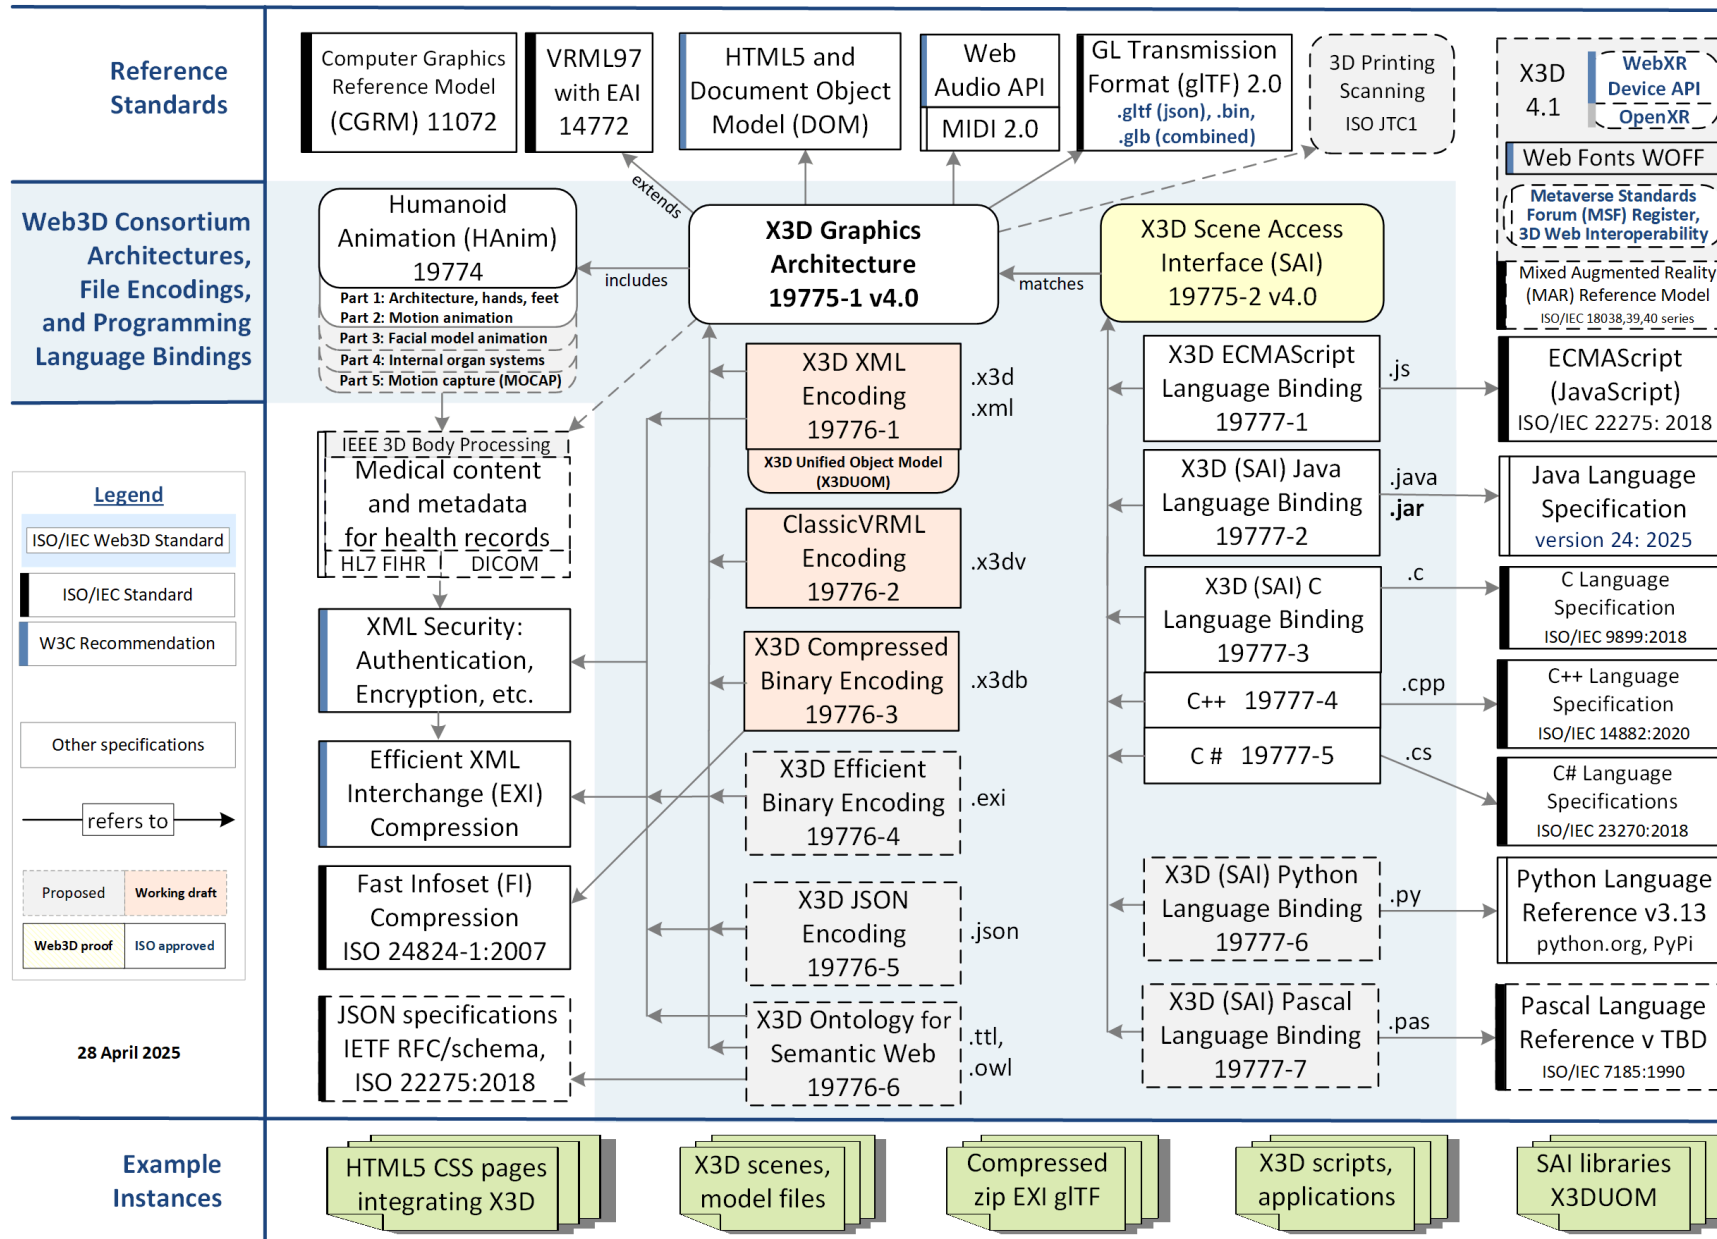 Reference
Standards
Computer Graphics
Reference Model
(CGRM) 11072
VRML97
with EAI
14772
HTML5 and
Document Object
Model (DOM)
Web
Audio API
MIDI 2.0
GL Transmission
Format (glTF) 2.0
.gltf (json), .bin,
.glb (combined)
3D Printing
Scanning
ISO JTC1
X3D
4.1
WebXR
Device API
OpenXR
Web Fonts WOFF
Metaverse Standards
Forum (MSF) Register,
3D Web Interoperability
Mixed Augmented Reality
(MAR) Reference Model
ISO/IEC 18038,39,40 series
Web3D Consortium
Architectures,
File Encodings,
and Programming
Language Bindings
Humanoid
Animation (HAnim)
19774
Part 1: Architecture, hands, feet
Part 2: Motion animation
Part 3: Facial model animation
Part 4: Internal organ systems
Part 5: Motion capture (MOCAP)
extends
includes
X3D Graphics
Architecture
19775-1 v4.0
matches
X3D Scene Access
Interface (SAI)
19775-2 v4.0
IEEE 3D Body Processing
Medical content
and metadata
for health records
HL7 FIHR
DICOM
XML Security:
Authentication,
Encryption, etc.
Efficient XML
Interchange (EXI)
Compression
Fast Infoset (FI)
Compression
ISO 24824-1:2007
JSON specifications
IETF RFC/schema,
ISO 22275:2018
X3D XML
Encoding
19776-1
.x3d
.xml
X3D Unified Object Model
(X3DUOM)
ClassicVRML
Encoding
19776-2
.x3dv
X3D Compressed
Binary Encoding
19776-3
.x3db
X3D Efficient
Binary Encoding
19776-4
.exi
X3D JSON
Encoding
19776-5
.json
X3D Ontology for
Semantic Web
19776-6
.ttl,
.owl
X3D ECMAScript
Language Binding
19777-1
.js
X3D (SAI) Java
Language Binding
19777-2
.java
.jar
X3D (SAI) C
Language Binding
19777-3
.c
C++ 19777-4
.cpp
C # 19777-5
.cs
X3D (SAI) Python
Language Binding
19777-6
.py
X3D (SAI) Pascal
Language Binding
19777-7
.pas
ECMAScript
(JavaScript)
ISO/IEC 22275: 2018
Java Language
Specification
version 24: 2025
C Language
Specification
ISO/IEC 9899:2018
C++ Language
Specification
ISO/IEC 14882:2020
C# Language
Specifications
ISO/IEC 23270:2018
Python Language
Reference v3.13
python.org, PyPi
Pascal Language
Reference v TBD
ISO/IEC 7185:1990
Legend
ISO/IEC Web3D Standard
ISO/IEC Standard
W3C Recommendation
Other specifications
refers to
Proposed
Working draft
Web3D proof
ISO approved
28 April 2025
Example
Instances
HTML5 CSS pages
integrating X3D
X3D scenes,
model files
Compressed
zip EXI glTF
X3D scripts,
applications
SAI libraries
X3DUOM